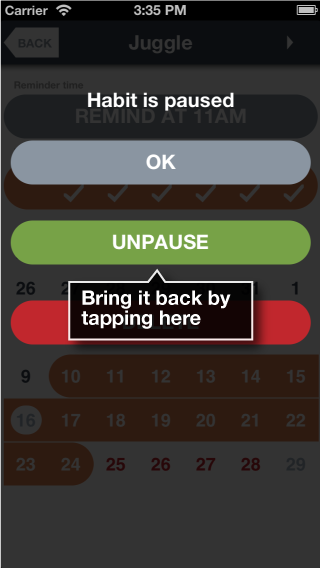 Carrier 3:35 PM
BACK Juggle
Reminder time
Habit is paused
REMIND AT 11AM
OK
UNPAUSE
26 1
Bring it back by
tapping here
9 10 11 12 13 14 15
16 17 18 19 20 21 22
23 24 25 26 27 28 29